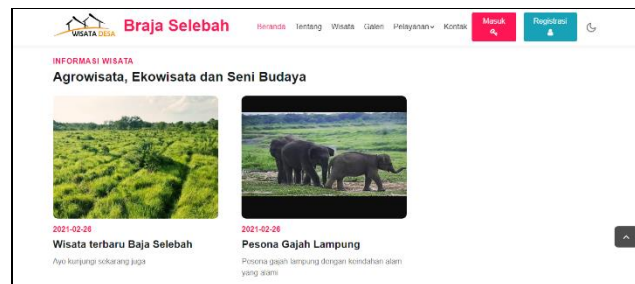 WISATA DESA
Braja Selebah
Beranda Tentang Wisata Galeri Pelayanan Kontak
Masuk
Registrasi
INFORMASI WISATA
Agrowisata, Ekowisata dan Seni Budaya
2021-02-26
Wisata terbaru Baja Selebah
Ayo kunjungi sekarang juga
2021-02-26
Pesona Gajah Lampung
Pesona gajah lampung dengan keindahan alam
yang alami